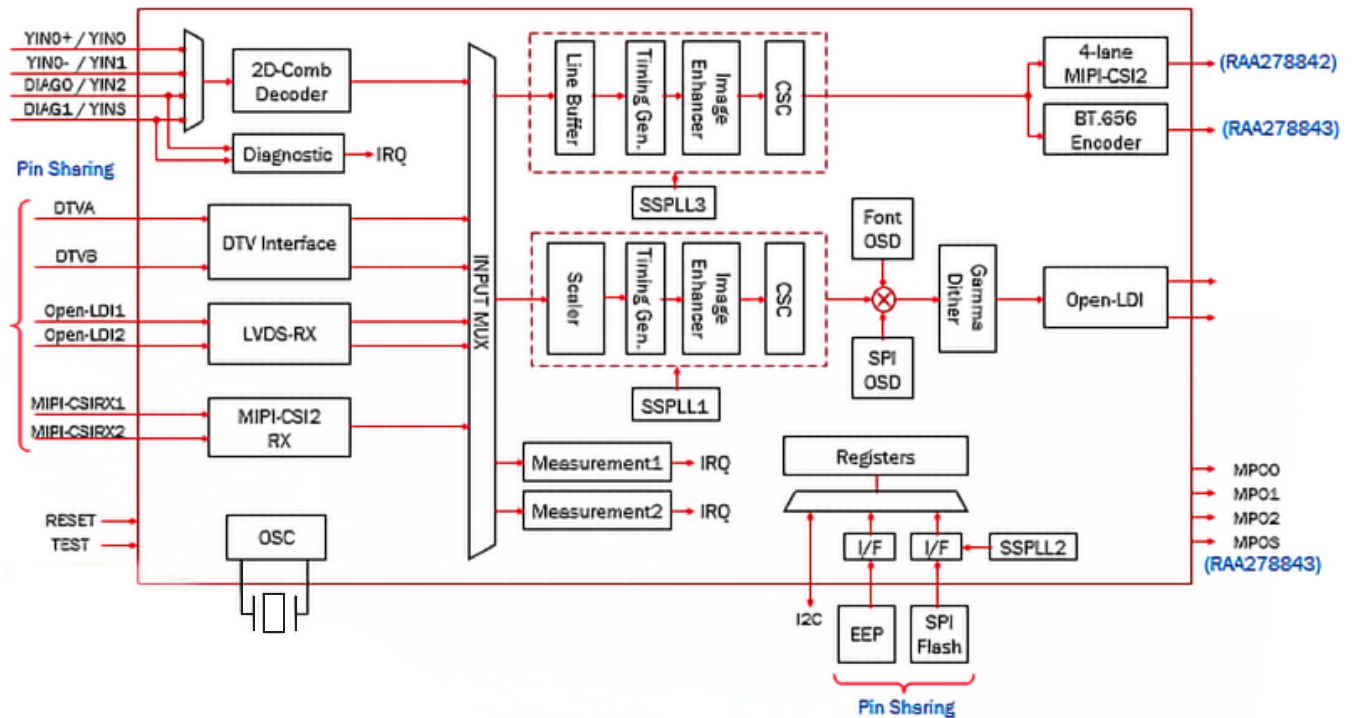 YIN0+ / YIN0
YIN0- / YIN1
DIAG0 / YIN2
DIAG1 / YINS
2D-Comb
Decoder
Diagnostic
IRQ
Pin Sharing
DTVA
DTVB
DTV Interface
Open-LDI1
Open-LDI2
LVDS-RX
MIPI-CSIRX1
MIPI-CSIRX2
MIPI-CSI2
RX
RESET
TEST
OSC
INPUT MUX
Line Buffer
Timing Gen.
Image
Enhancer
CSC
SSPLL3
4-lane
MIPI-CSI2
(RAA278842)
BT.656
Encoder
(RAA278843)
Scaler
Timing Gen.
Image
Enhancer
CSC
SSPLL1
Font
OSD
SPI
OSD
Gamma
Dither
Open-LDI
Measurement1
IRQ
Measurement2
IRQ
Registers
I/F
I/F
SSPLL2
I2C
EEP
SPI
Flash
Pin Sharing
MPO0
MPO1
MPO2
MPOS
(RAA278843)